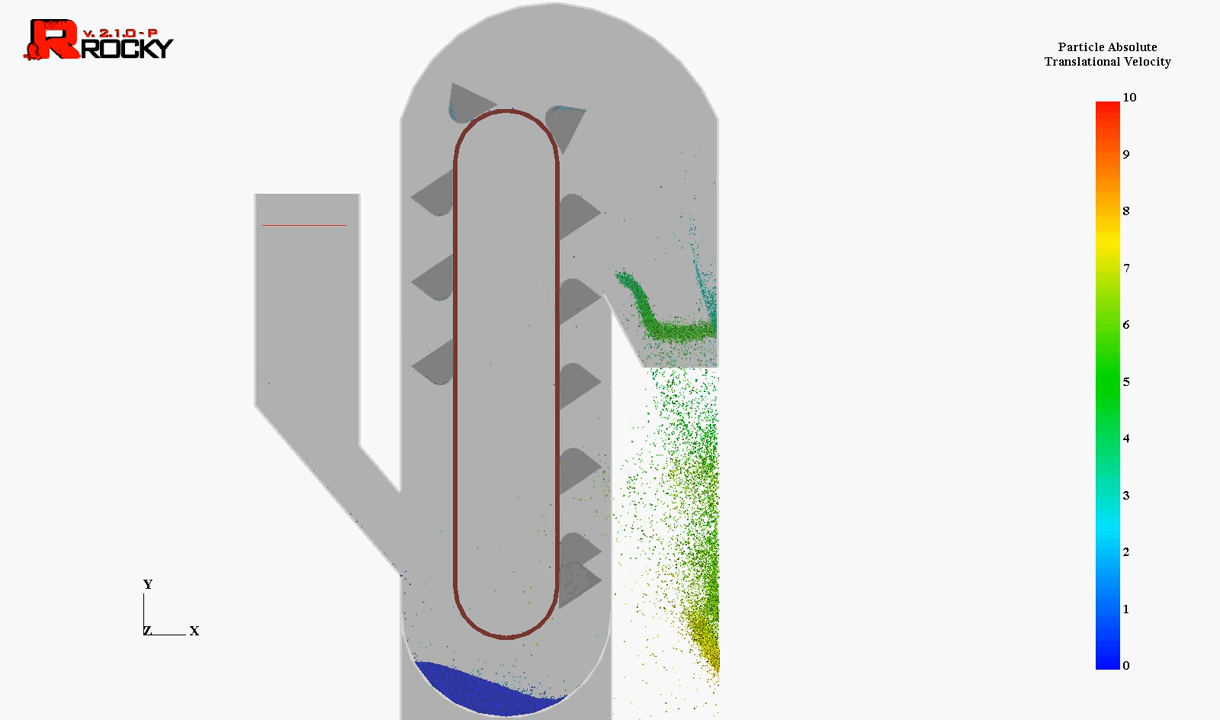 v. 2.1.0 - P
ROCKY
Particle Absolute
Translational Velocity
10
9
8
7
6
5
4
3
2
1
0
Y
Z
X